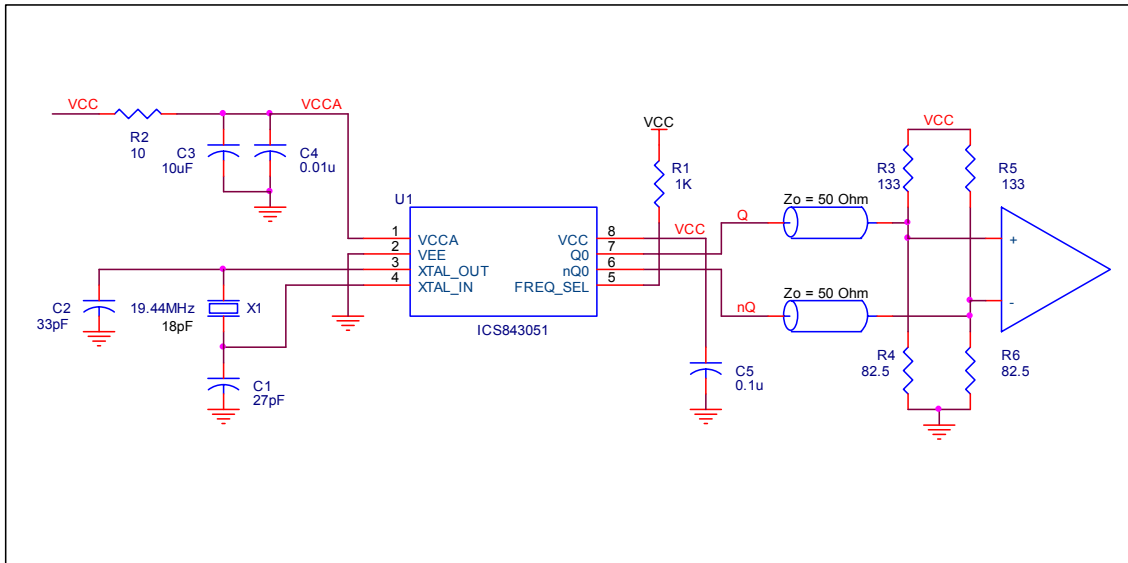 VCC
R2
10
VCCA
C3
10uF
C4
0.01u
C2
33pF
19.44MHz
18pF
X1
C1
27pF
U1
1
2
3
4
VCCA
VEE
XTAL_OUT
XTAL_IN
VCC
Q0
nQ0
FREQ_SEL
8
7
6
5
ICS843051
VCC
R1
1K
VCC
C5
0.1u
Q
Zo = 50 Ohm
nQ
Zo = 50 Ohm
VCC
R3
133
R5
133
R4
82.5
R6
82.5
+
-